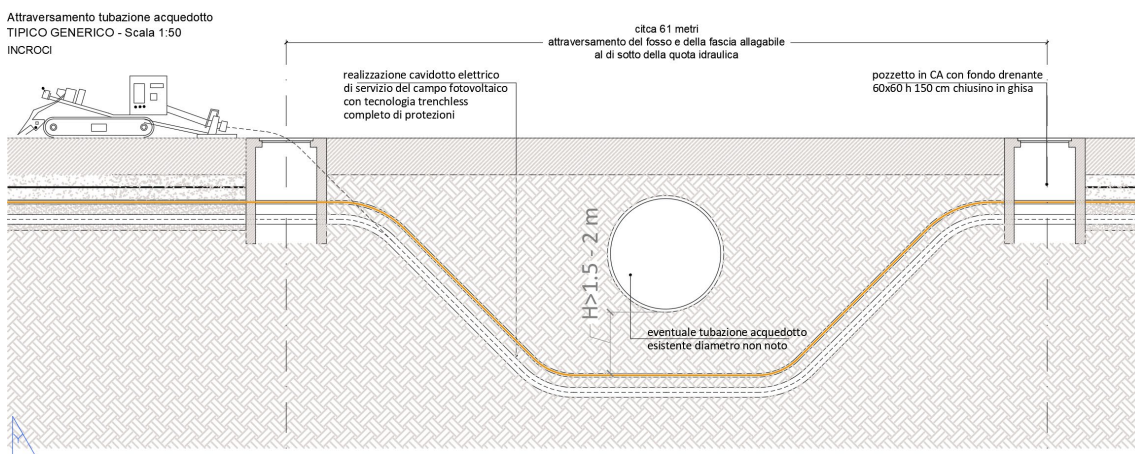 Attraversamento tubazione acquedotto
TIPICO GENERICO - Scala 1:50
INCROCI
citca 61 metri
attraversamento del fosso e della fascia allagabile
al di sotto della quota idraulica
realizzazione cavidotto elettrico
di servizio del campo fotovoltaico
con tecnologia trenchless
completo di protezioni
pozzetto in CA con fondo drenante
60x60 h 150 cm chiusino in ghisa
H>1.5 - 2 m
eventuale tubazione acquedotto
esistente diametro non noto
Y